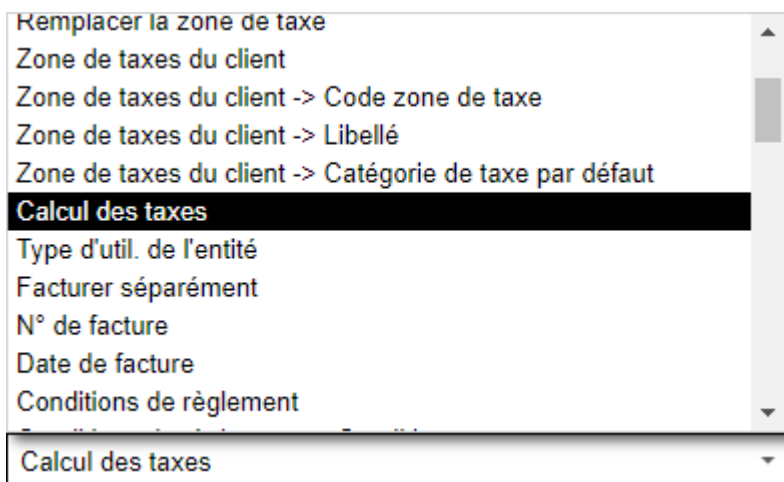 Remplacer la zone de taxe
Zone de taxes du client
Zone de taxes du client -> Code zone de taxe
Zone de taxes du client -> Libellé
Zone de taxes du client -> Catégorie de taxe par défaut
Calcul des taxes
Type d'util. de l'entité
Facturer séparément
N° de facture
Date de facture
Conditions de règlement
Calcul des taxes